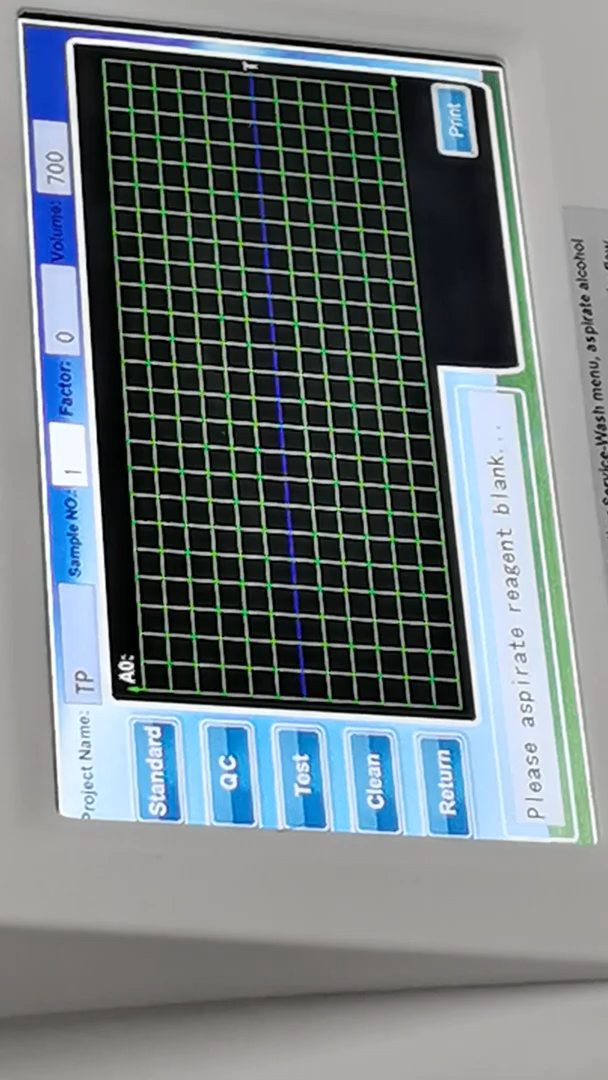 Project Name: TP Sample NO.: 1 Factor: 0 Volume: 700
Standard
QC
Test
Clean
Return
A0:
T
Print
Please aspirate reagent blank...
-Wash menu, aspirate alcohol